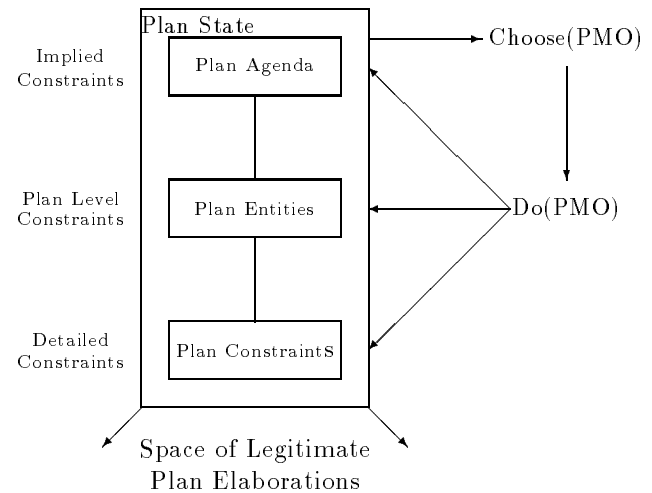 Plan State
Implied
Constraints
Plan Agenda
Choose(PMO)
Plan Level
Constraints
Plan Entities
Do(PMO)
Detailed
Constraints
Plan Constraints
Space of Legitimate
Plan Elaborations